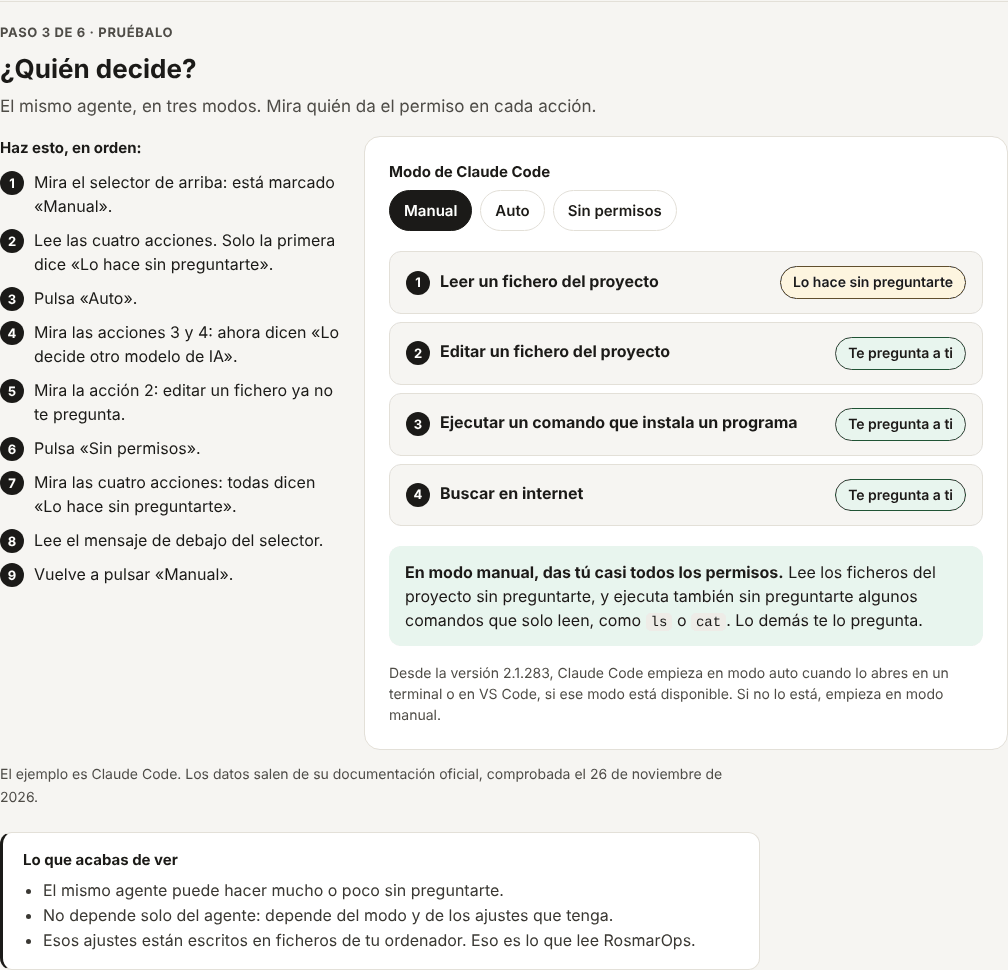 PASO 3 DE 6 · PRUÉBALO
¿Quién decide?
El mismo agente, en tres modos. Mira quién da el permiso en cada acción.
Haz esto, en orden:
1 Mira el selector de arriba: está marcado
«Manual».
2 Lee las cuatro acciones. Solo la primera
dice «Lo hace sin preguntarte».
3 Pulsa «Auto».
4 Mira las acciones 3 y 4: ahora dicen «Lo
decide otro modelo de IA».
5 Mira la acción 2: editar un fichero ya no
te pregunta.
6 Pulsa «Sin permisos».
7 Mira las cuatro acciones: todas dicen
«Lo hace sin preguntarte».
8 Lee el mensaje de debajo del selector.
9 Vuelve a pulsar «Manual».
Modo de Claude Code
Manual Auto Sin permisos
1 Leer un fichero del proyecto Lo hace sin preguntarte
2 Editar un fichero del proyecto Te pregunta a ti
3 Ejecutar un comando que instala un programa Te pregunta a ti
4 Buscar en internet Te pregunta a ti
En modo manual, das tú casi todos los permisos. Lee los ficheros del
proyecto sin preguntarte, y ejecuta también sin preguntarte algunos
comandos que solo leen, como ls o cat. Lo demás te lo pregunta.
Desde la versión 2.1.283, Claude Code empieza en modo auto cuando lo abres en un
terminal o en VS Code, si ese modo está disponible. Si no lo está, empieza en modo
manual.
El ejemplo es Claude Code. Los datos salen de su documentación oficial, comprobada el 26 de noviembre de
2026.
Lo que acabas de ver
• El mismo agente puede hacer mucho o poco sin preguntarte.
• No depende solo del agente: depende del modo y de los ajustes que tenga.
• Esos ajustes están escritos en ficheros de tu ordenador. Eso es lo que lee RosmarOps.